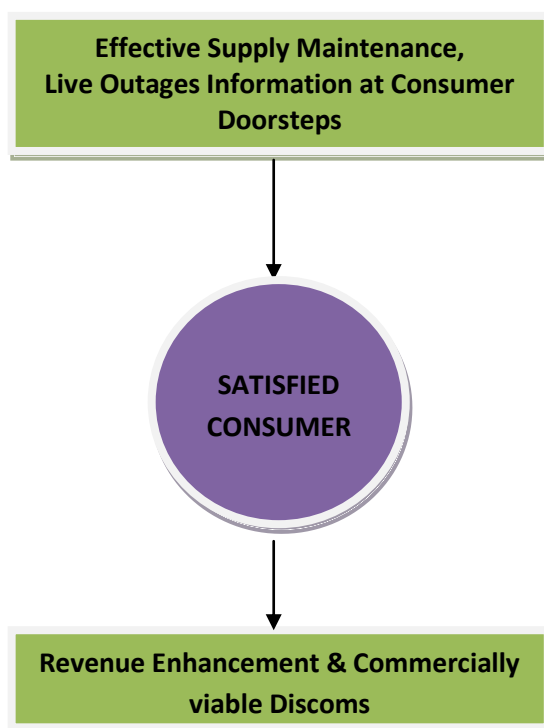 Effective Supply Maintenance,
Live Outages Information at Consumer
Doorsteps
SATISFIED
CONSUMER
Revenue Enhancement & Commercially
viable Discoms